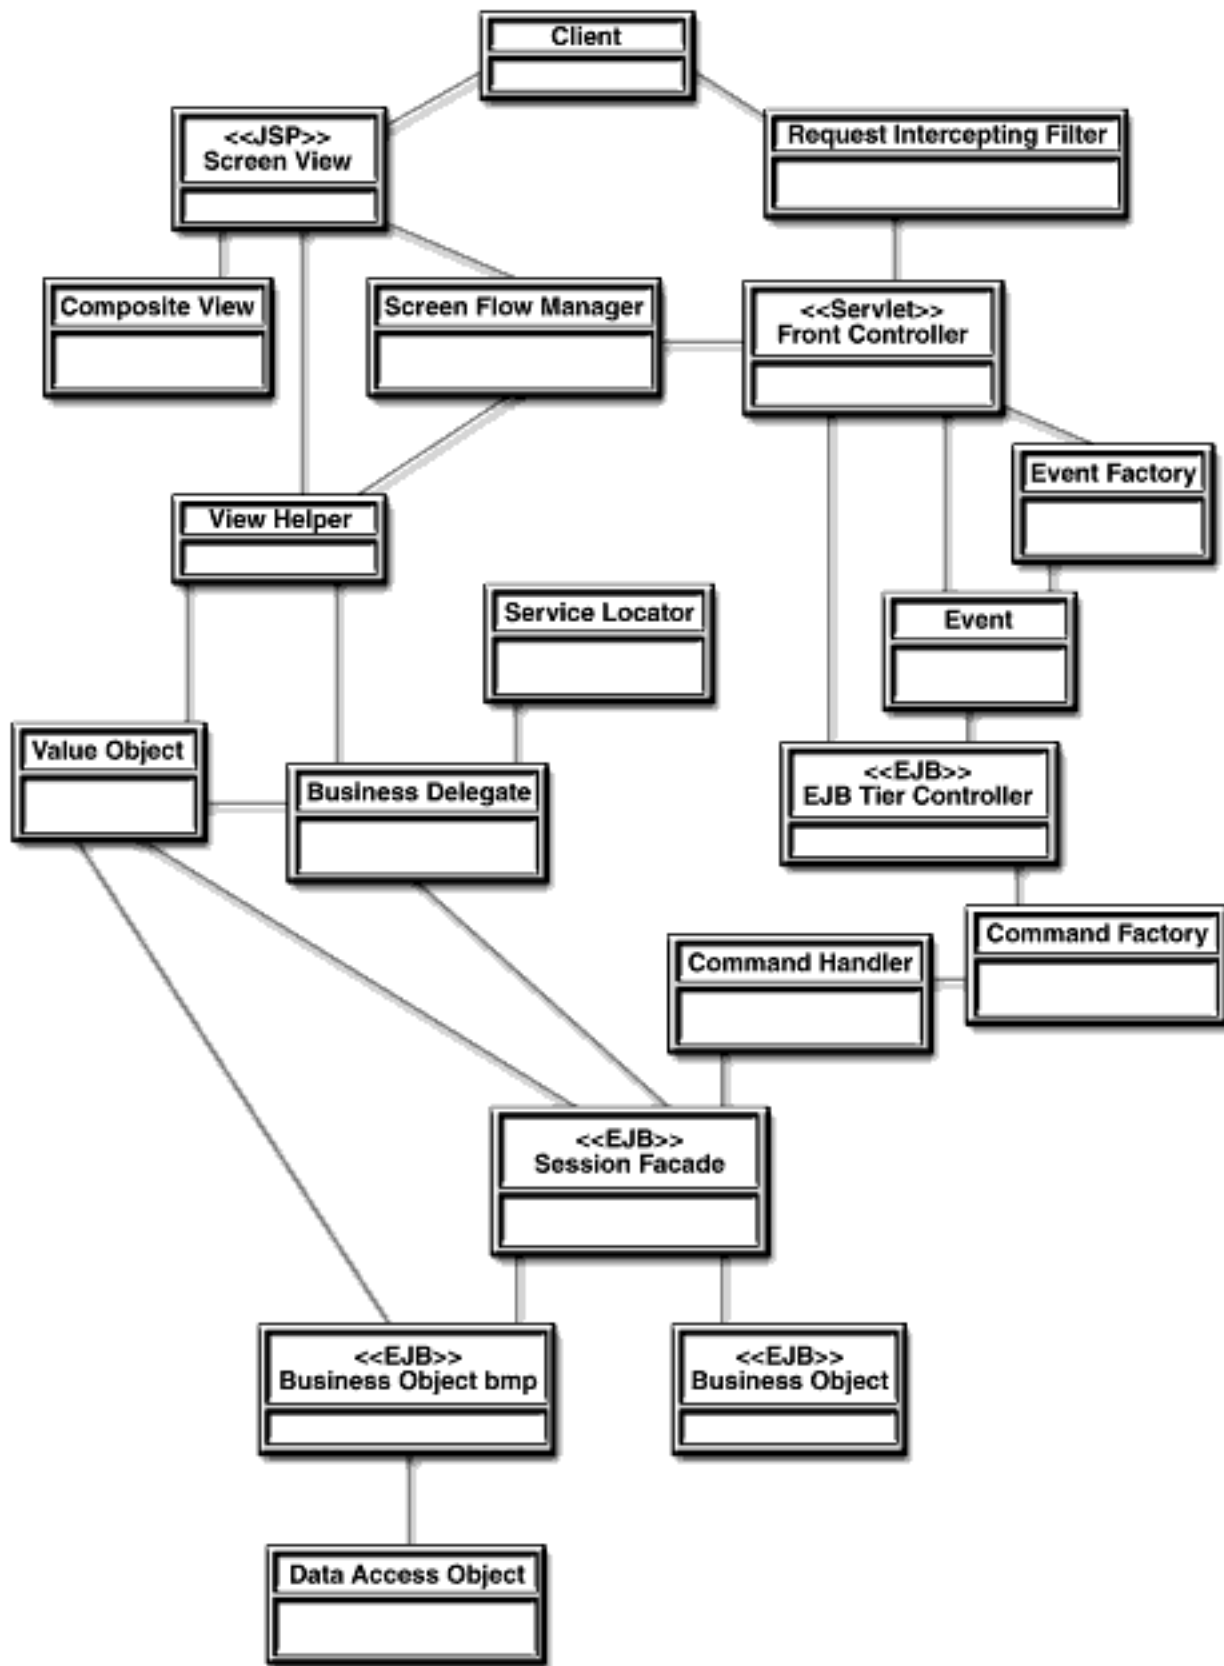 Client
<<JSP>>
Screen View
Request Intercepting Filter
Composite View
Screen Flow Manager
<<Servlet>>
Front Controller
Event Factory
View Helper
Service Locator
Event
Value Object
Business Delegate
<<EJB>>
EJB Tier Controller
Command Factory
Command Handler
<<EJB>>
Session Facade
<<EJB>>
Business Object bmp
<<EJB>>
Business Object
Data Access Object